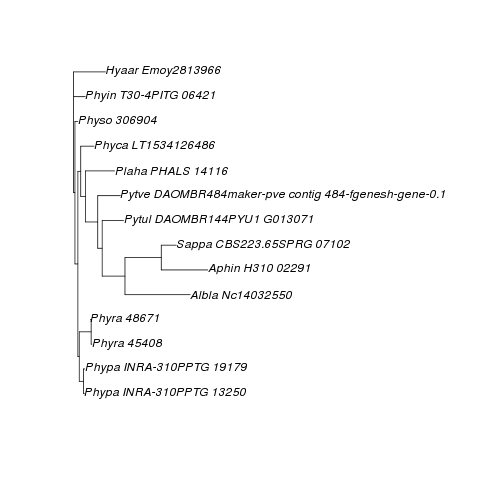 Hyaar Emoy2813966
Phyin T30-4PITG 06421
Physo 306904
Phyca LT1534126486
Plaha PHALS 14116
Pytve DAOMBR484maker-pve contig 484-fgenesh-gene-0.1
Pytul DAOMBR144PYU1 G013071
Sappa CBS223.65SPRG 07102
Aphin H310 02291
Albla Nc14032550
Phyra 48671
Phyra 45408
Phypa INRA-310PPTG 19179
Phypa INRA-310PPTG 13250